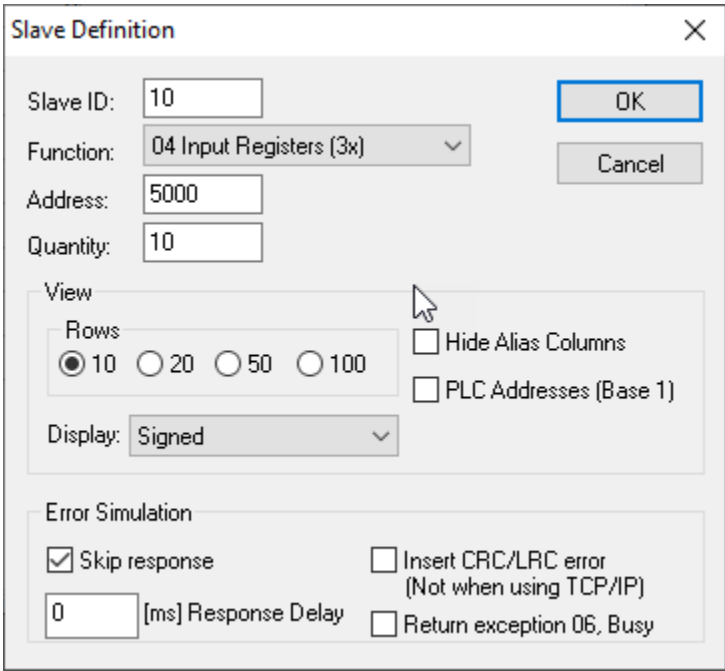 Slave Definition
Slave ID: 10
OK
Function: 04 Input Registers (3x)
Cancel
Address: 5000
Quantity: 10
View
Rows
10 20 50 100
Hide Alias Columns
PLC Addresses (Base 1)
Display: Signed
Error Simulation
Skip response
Insert CRC/LRC error
(Not when using TCP/IP)
0 [ms] Response Delay
Return exception 06, Busy